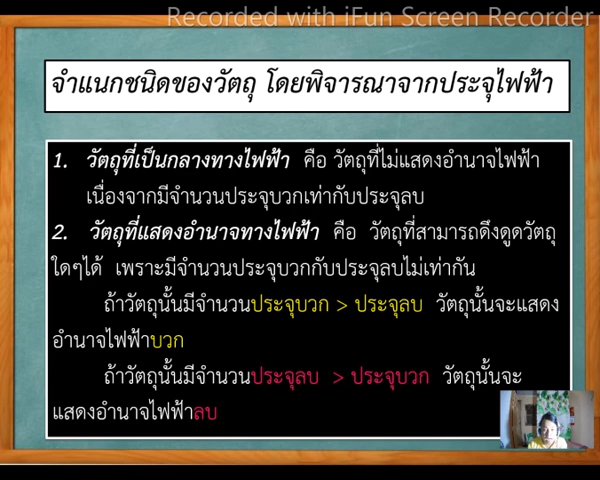 Recorded with iFun Screen Recorder
จำแนกชนิดของวัตถุ โดยพิจารณาจากประจุไฟฟ้า
1. วัตถุที่เป็นกลางทางไฟฟ้า คือ วัตถุที่ไม่แสดงอำนาจไฟฟ้า
เนื่องจากมีจำนวนประจุบวกเท่ากับประจุลบ
2. วัตถุที่แสดงอำนาจทางไฟฟ้า คือ วัตถุที่สามารถดึงดูดวัตถุ
ใดๆได้ เพราะมีจำนวนประจุบวกกับประจุลบไม่เท่ากัน
ถ้าวัตถุนั้นมีจำนวนประจุบวก > ประจุลบ วัตถุนั้นจะแสดง
อำนาจไฟฟ้าบวก
ถ้าวัตถุนั้นมีจำนวนประจุลบ > ประจุบวก วัตถุนั้นจะ
แสดงอำนาจไฟฟ้าลบ